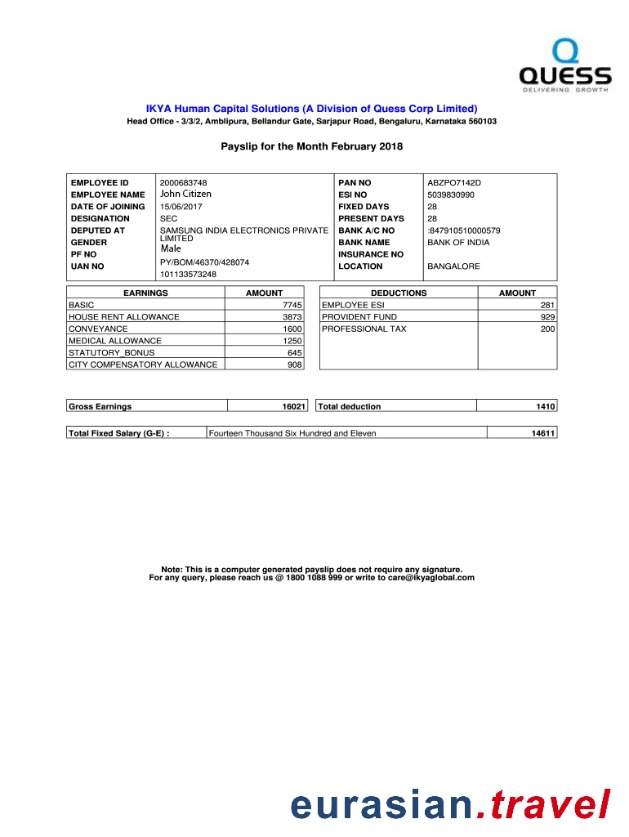 QUESS
DELIVERING GROWTH
IKYA Human Capital Solutions (A Division of Quess Corp Limited)
Head Office - 3/3/2, Amblipura, Bellandur Gate, Sarjapur Road, Bengaluru, Karnataka 560103
Payslip for the Month February 2018
EMPLOYEE ID 2000683748 PAN NO ABZPO7142D
EMPLOYEE NAME John Citizen ESI NO 5039830990
DATE OF JOINING 15/06/2017 FIXED DAYS 28
DESIGNATION SEC PRESENT DAYS 28
DEPUTED AT SAMSUNG INDIA ELECTRONICS PRIVATE LIMITED BANK A/C NO :847910510000579
GENDER Male BANK NAME BANK OF INDIA
PF NO PY/BOM/46370/428074 INSURANCE NO
UAN NO 101133573248 LOCATION BANGALORE
EARNINGS AMOUNT DEDUCTIONS AMOUNT
BASIC 7745 EMPLOYEE ESI 281
HOUSE RENT ALLOWANCE 3873 PROVIDENT FUND 929
CONVEYANCE 1600 PROFESSIONAL TAX 200
MEDICAL ALLOWANCE 1250
STATUTORY_BONUS 645
CITY COMPENSATORY ALLOWANCE 908
Gross Earnings 16021 Total deduction 1410
Total Fixed Salary (G-E) : Fourteen Thousand Six Hundred and Eleven 14611
Note: This is a computer generated payslip does not require any signature.
For any query, please reach us @ 1800 1088 999 or write to care@ikyaglobal.com
eurasian.travel